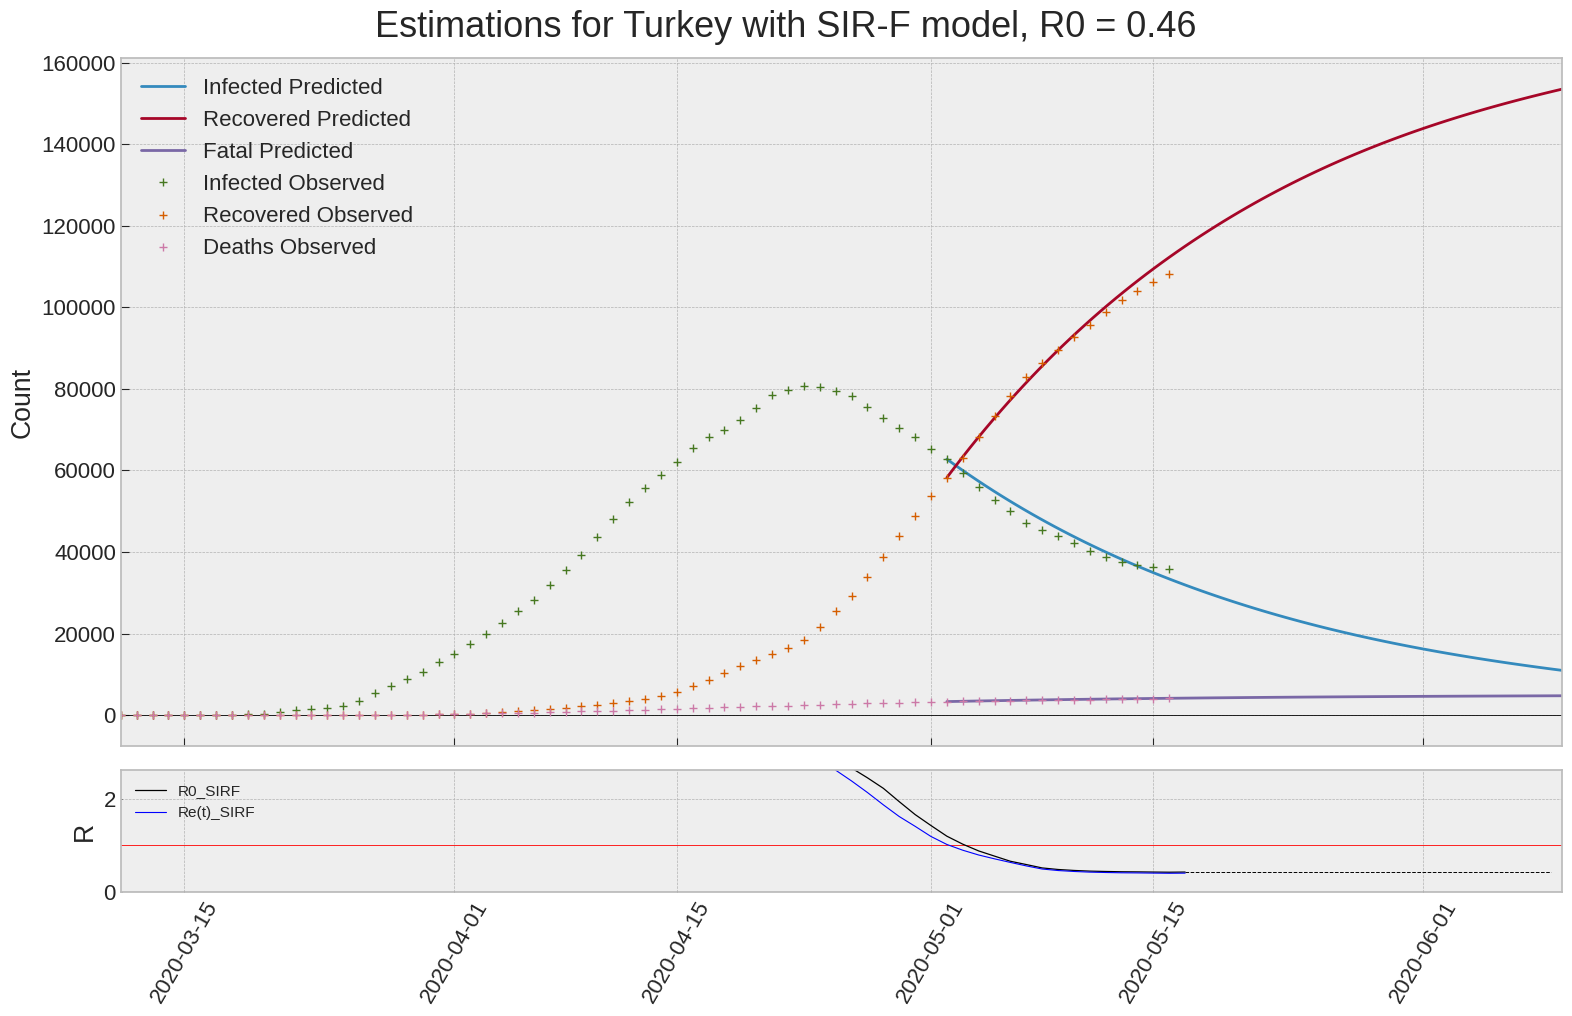 Estimations for Turkey with SIR-F model, R0 = 0.46
160000
140000
120000
100000
80000
60000
40000
20000
0
Count
Infected Predicted
Recovered Predicted
Fatal Predicted
Infected Observed
Recovered Observed
Deaths Observed
2
0
R
R0_SIRF
Re(t)_SIRF
2020-03-15
2020-04-01
2020-04-15
2020-05-01
2020-05-15
2020-06-01